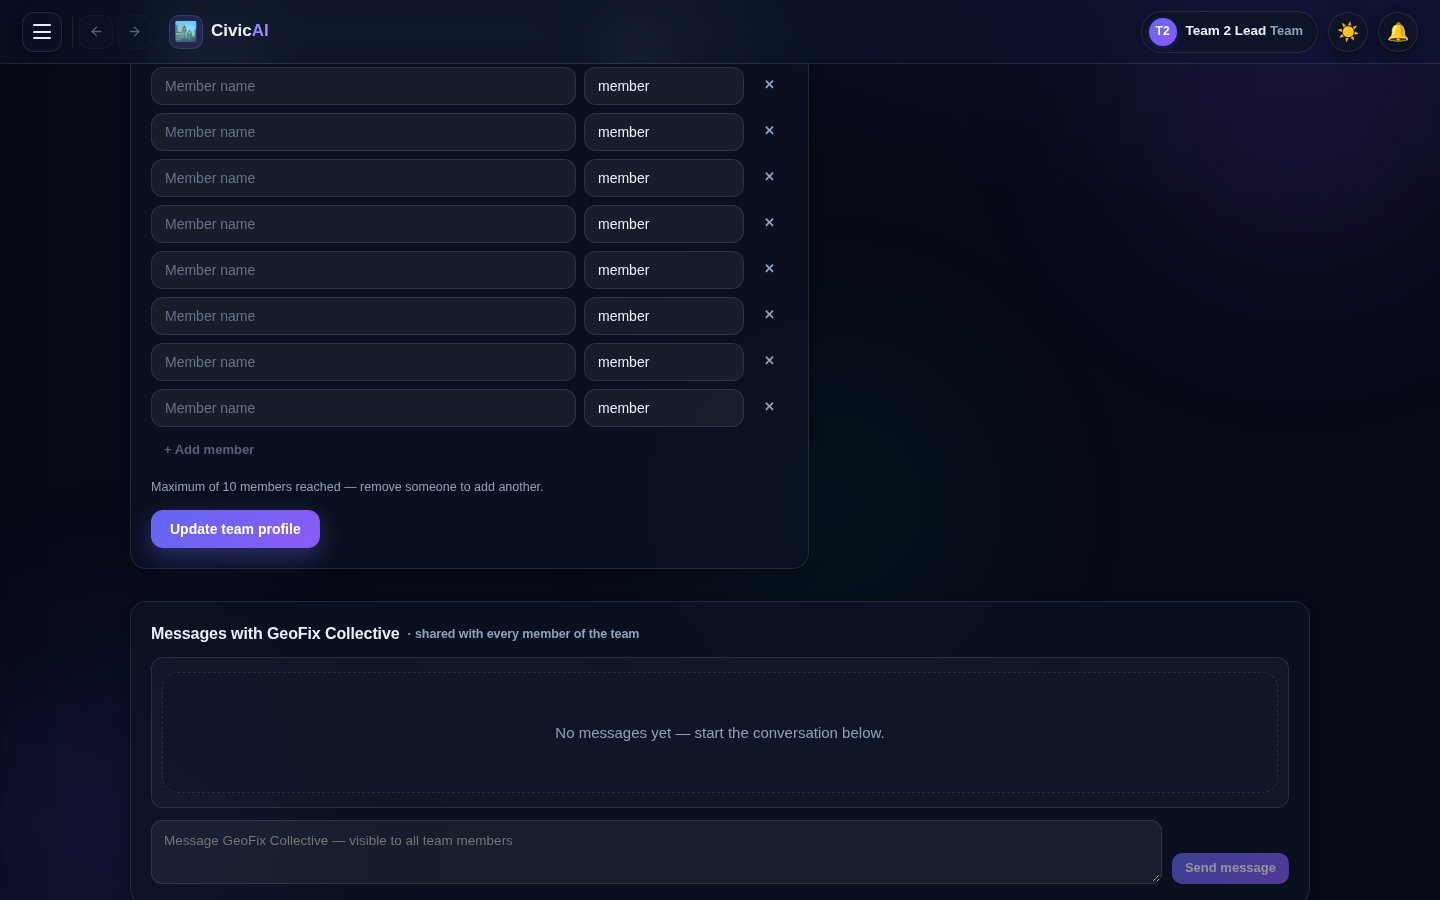 CivicAI
T2 Team 2 Lead Team
Member name member ×
Member name member ×
Member name member ×
Member name member ×
Member name member ×
Member name member ×
Member name member ×
Member name member ×
+ Add member
Maximum of 10 members reached — remove someone to add another.
Update team profile
Messages with GeoFix Collective · shared with every member of the team
No messages yet — start the conversation below.
Message GeoFix Collective — visible to all team members
Send message